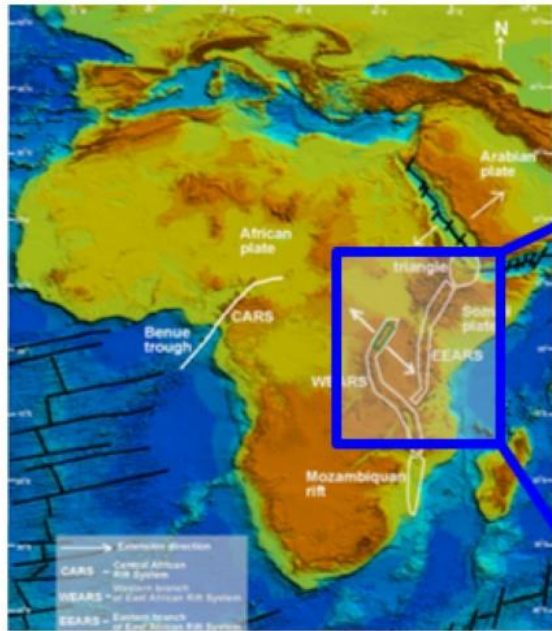 N
Arabian
plate
African
plate
triangle
Somali
plate
CARS
Benue
trough
EEARS
WEARS
Mozambiquan
rift
Extension direction
CARS - Central African
Rift System
WEARS - Western branch
of East African Rift System
EEARS - Eastern branch
of East African Rift System